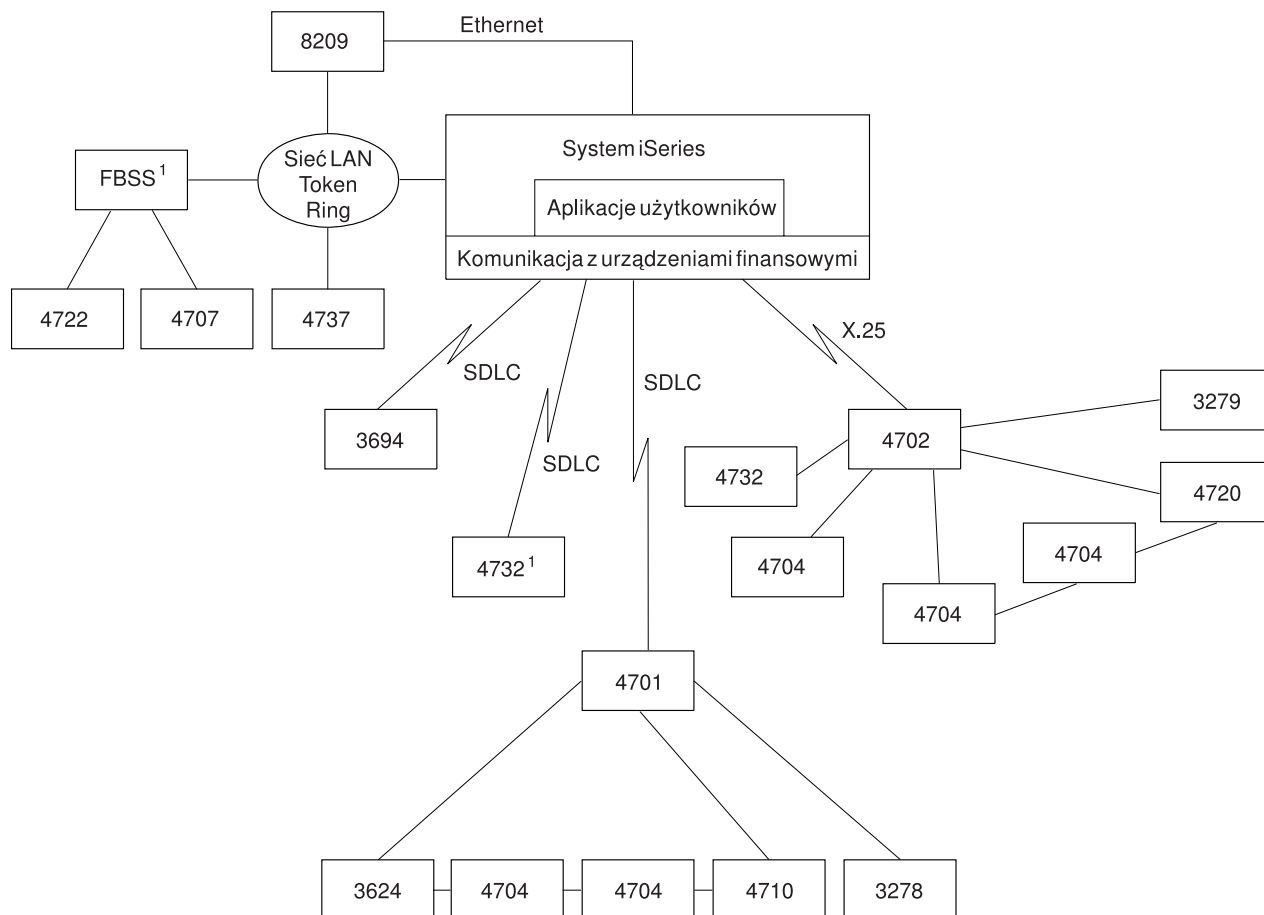 Ethernet
8209
System iSeries
Sieć LAN
Token
Ring
FBSS¹
Aplikacje użytkowników
Komunikacja z urządzeniami finansowymi
4722
4707
4737
X.25
SDLC
SDLC
3279
3694
4702
SDLC
4732
4720
4732¹
4704
4704
4704
4701
3624
4704
4704
4710
3278